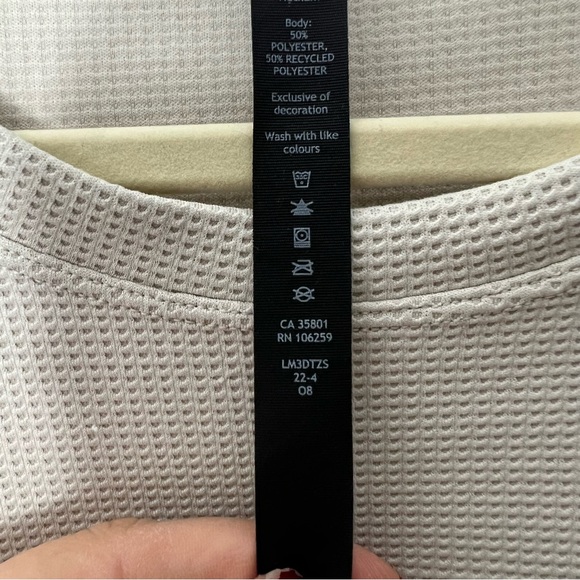 Body:
50%
POLYESTER,
50% RECYCLED
POLYESTER
Exclusive of
decoration
Wash with like
colours
CA 35801
RN 106259
LM3DTZS
22-4
O8